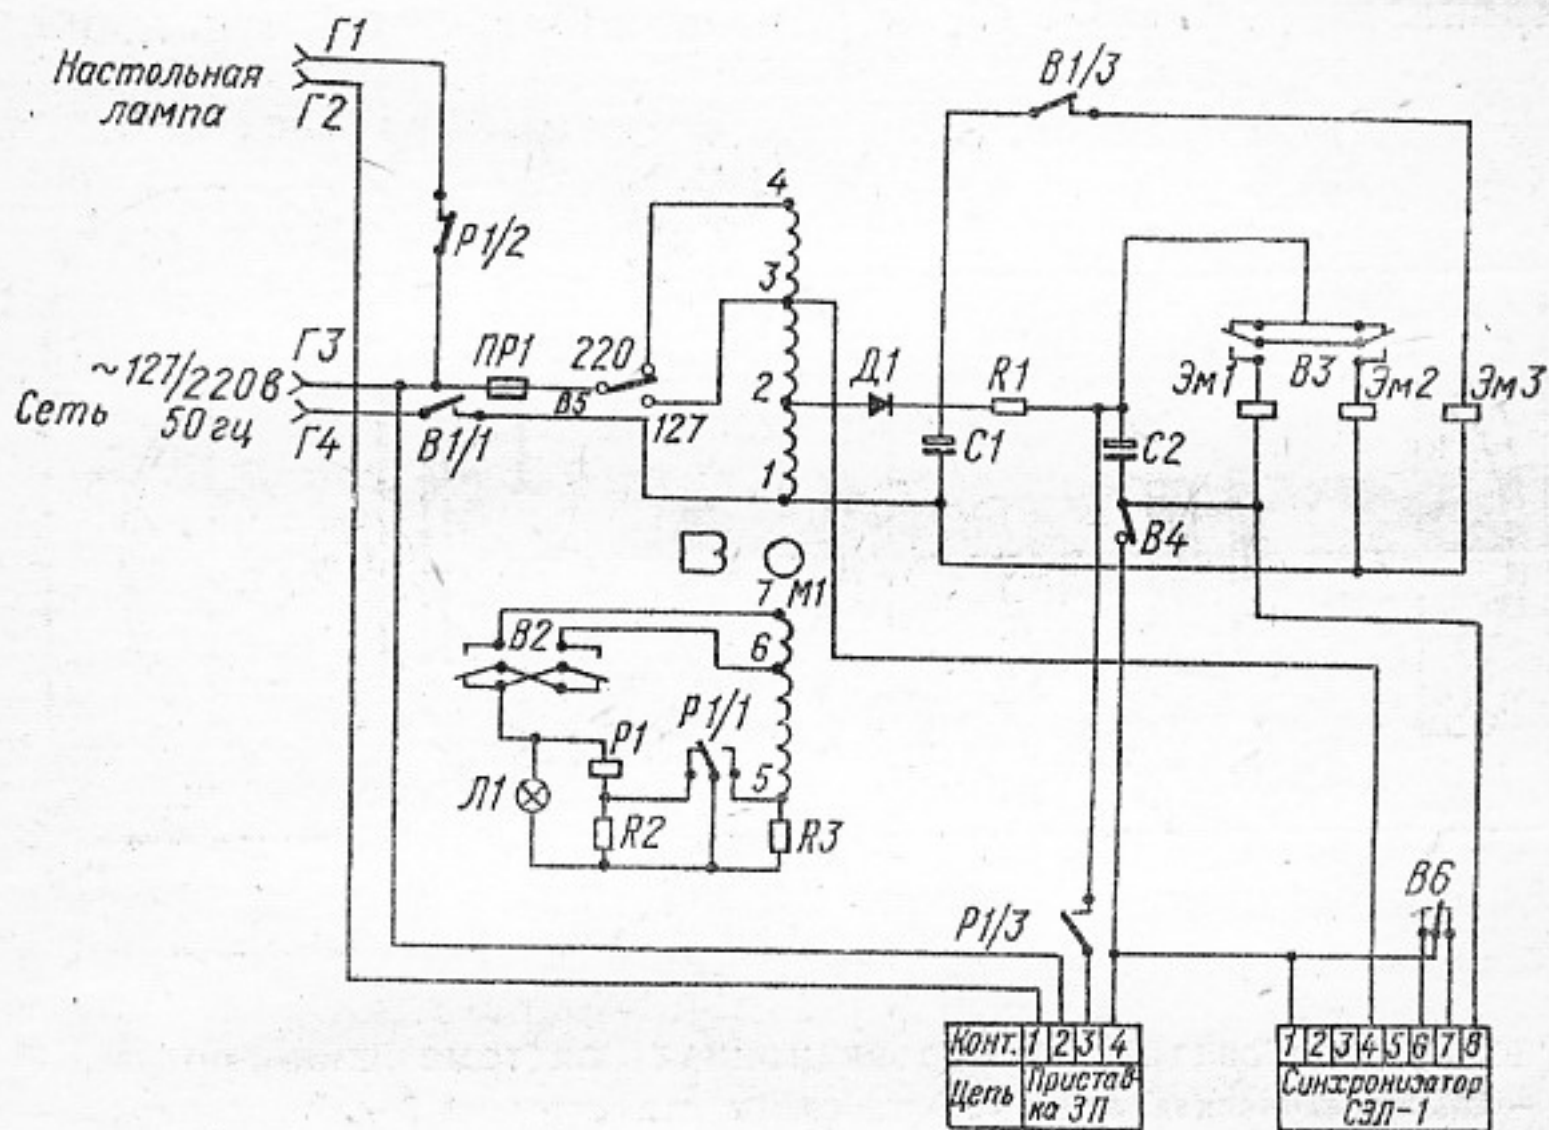 Г1
Настольная
лампа
Г2
В1/3
Р1/2
4
3
Г3
~127/220 в
Сеть
50 гц
Г4
ПР1
220
В5
127
В1/1
2
1
Д1
R1
С1
С2
Эм1
В3
Эм2
Эм3
В4
7 М1
6
5
В2
Р1
Р1/1
Л1
R2
R3
Р1/3
В6
Конт. 1 2 3 4
Цепь
Пристав-
ка ЗП
1 2 3 4 5 6 7 8
Синхронизатор
СЭЛ-1